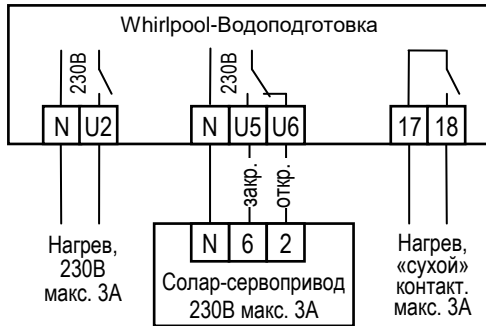 Whirlpool-Водоподготовка
230В 230В
N U2 N U5 U6 17 18
закр. откр.
N 6 2
Нагрев,
230В
макс. 3А
Солар-сервопривод
230В макс. 3А
Нагрев,
«сухой»
контакт.
макс. 3А